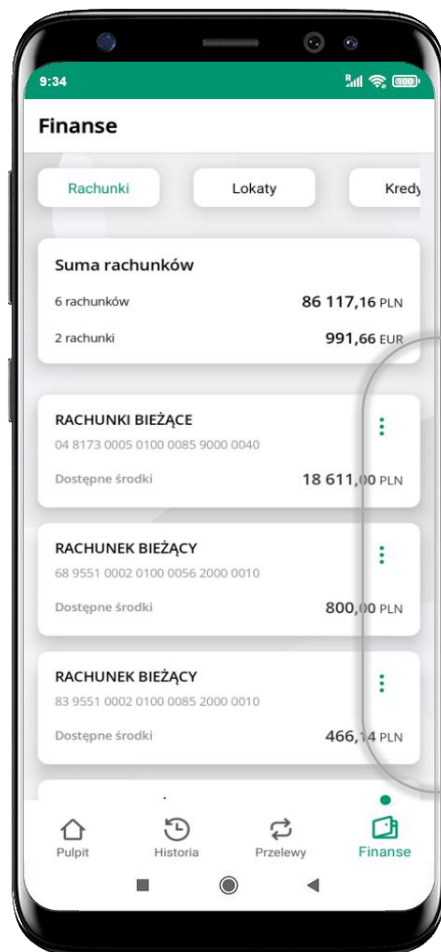 9:34
Finanse
Rachunki Lokaty Kredy
Suma rachunków
6 rachunków 86 117,16 PLN
2 rachunki 991,66 EUR
RACHUNKI BIEŻĄCE
04 8173 0005 0100 0085 9000 0040
Dostępne środki 18 611,00 PLN
RACHUNEK BIEŻĄCY
68 9551 0002 0100 0056 2000 0010
Dostępne środki 800,00 PLN
RACHUNEK BIEŻĄCY
83 9551 0002 0100 0085 2000 0010
Dostępne środki 466,14 PLN
Pulpit Historia Przelewy Finanse